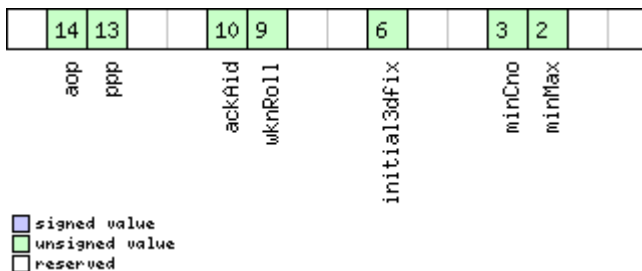 14 13 10 9 6 3 2
aop ppp ackAid wknRoll initial3dfix minCno minMax
signed value
unsigned value
reserved